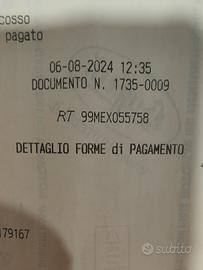 COSSO
pagato
06-08-2024 12:35
DOCUMENTO N. 1735-0009
RT 99MEX055758
DETTAGLIO FORME di PAGAMENTO
179167
subito